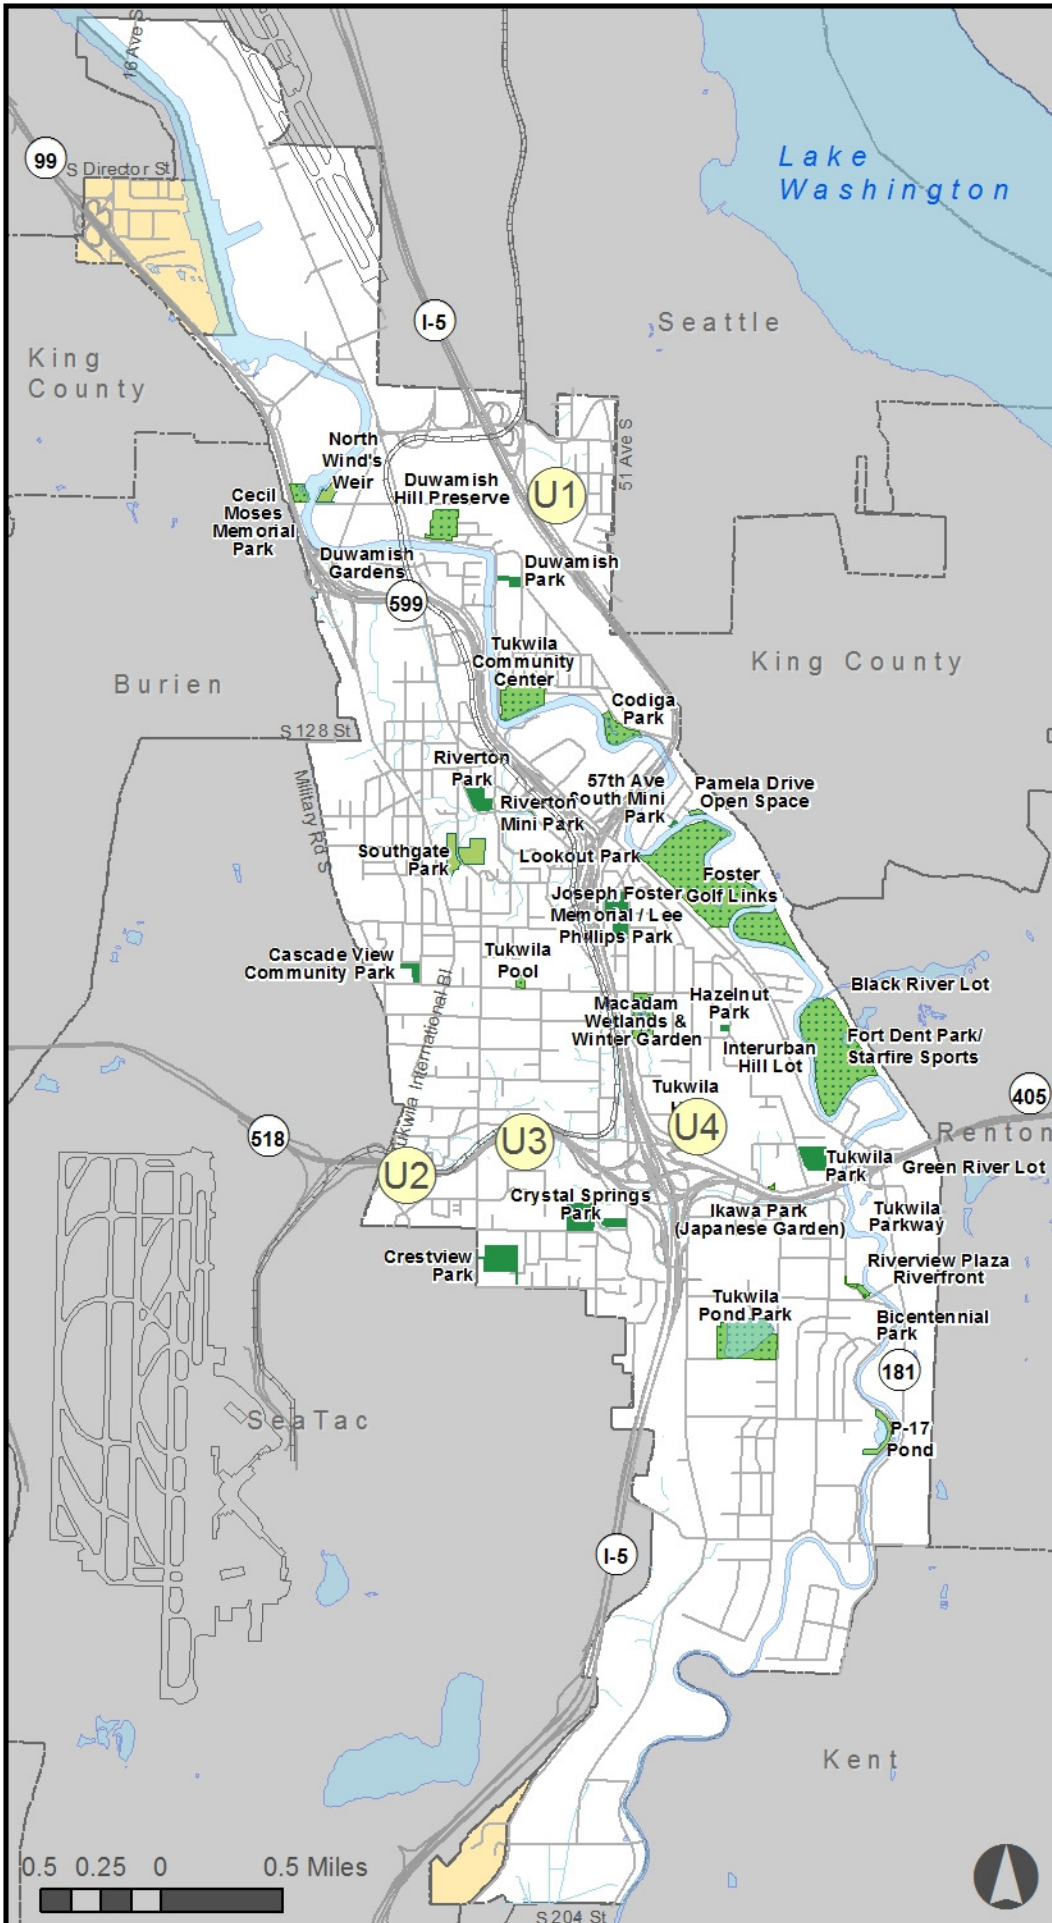 16 Ave S
99
S Director St
Lake
Washington
I-5
Seattle
King
County
51 Ave S
North
Wind's
Weir
Duwamish
Hill Preserve
U1
Cecil
Moses
Memorial
Park
Duwamish
Gardens
Duwamish
Park
599
Tukwila
Community
Center
King County
Burien
Codiga
Park
S 128 St
Military Rd S
Riverton
Park
57th Ave
South Mini
Park
Pamela Drive
Open Space
Riverton
Mini Park
Southgate
Park
Lookout Park
Foster
Golf Links
Joseph Foster
Memorial / Lee
Phillips Park
Cascade View
Community Park
Tukwila
Pool
Black River Lot
Macadam
Wetlands &
Winter Garden
Hazelnut
Park
Interurban
Hill Lot
Fort Dent Park/
Starfire Sports
Tukwila International Bl
Tukwila
405
518
U3
U4
U2
Renton
Tukwila
Park
Green River Lot
Crystal Springs
Park
Ikawa Park
(Japanese Garden)
Tukwila
Parkway
Crestview
Park
Riverview Plaza
Riverfront
Tukwila
Pond Park
Bicentennial
Park
181
SeaTac
P-17
Pond
I-5
Kent
0.5 0.25 0 0.5 Miles
S 204 St